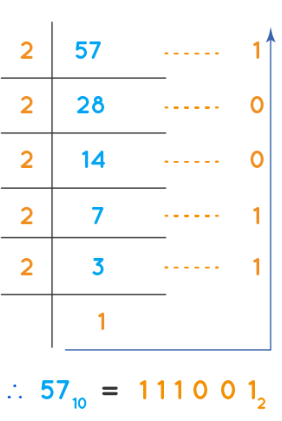 2 57 ------ 1
2 28 ------ 0
2 14 ------ 0
2 7 ------ 1
2 3 ------ 1
1
∴ 57₁₀ = 1 1 1 0 0 1₂